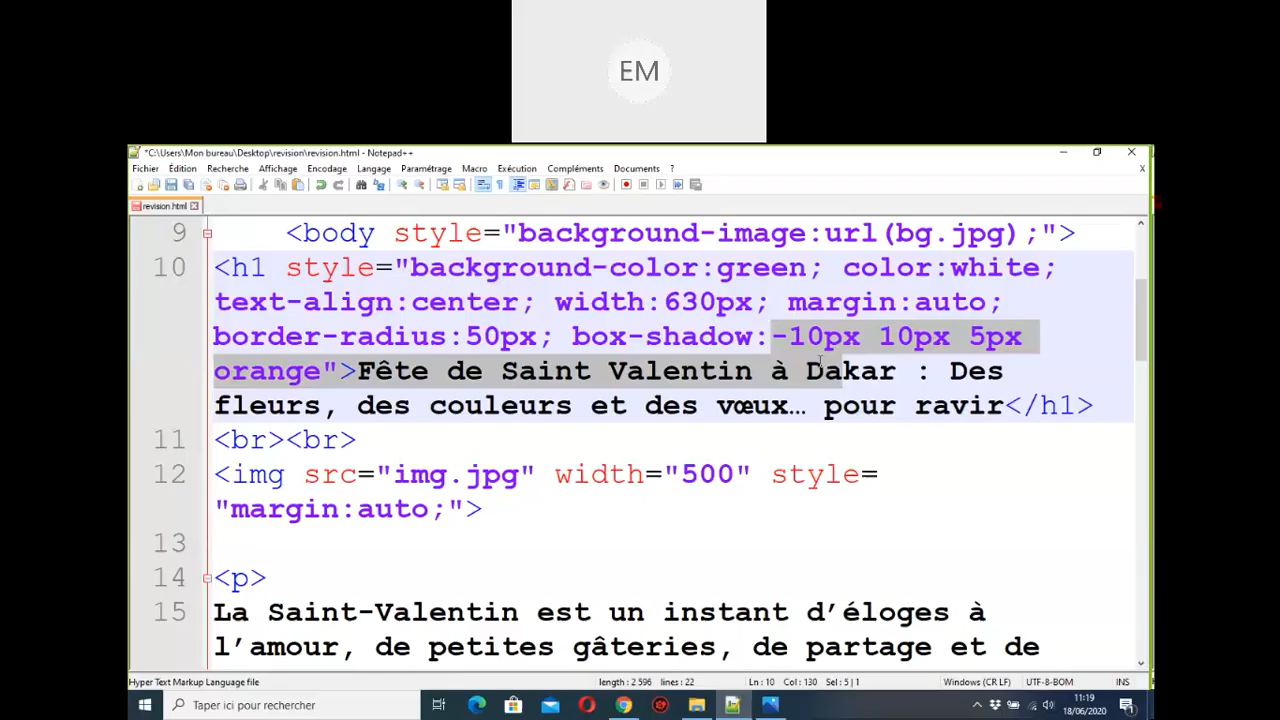 EM
*C:\Users\Mon bureau\Desktop\revision\revision.html - Notepad++
Fichier Édition Recherche Affichage Encodage Langage Paramétrage Macro Exécution Compléments Documents ? X
revision.html
9 <body style="background-image:url(bg.jpg);">
10 <h1 style="background-color:green; color:white;
text-align:center; width:630px; margin:auto;
border-radius:50px; box-shadow:-10px 10px 5px
orange">Fête de Saint Valentin à Dakar : Des
fleurs, des couleurs et des vœux… pour ravir</h1>
11 <br><br>
12 <img src="img.jpg" width="500" style=
"margin:auto;">
13
14 <p>
15 La Saint-Valentin est un instant d’éloges à
l’amour, de petites gâteries, de partage et de
Hyper Text Markup Language file length : 2 596 lines : 22 Ln : 10 Col : 130 Sel : 5 | 1 Windows (CR LF) UTF-8-BOM INS
Taper ici pour rechercher
11:19
18/06/2020